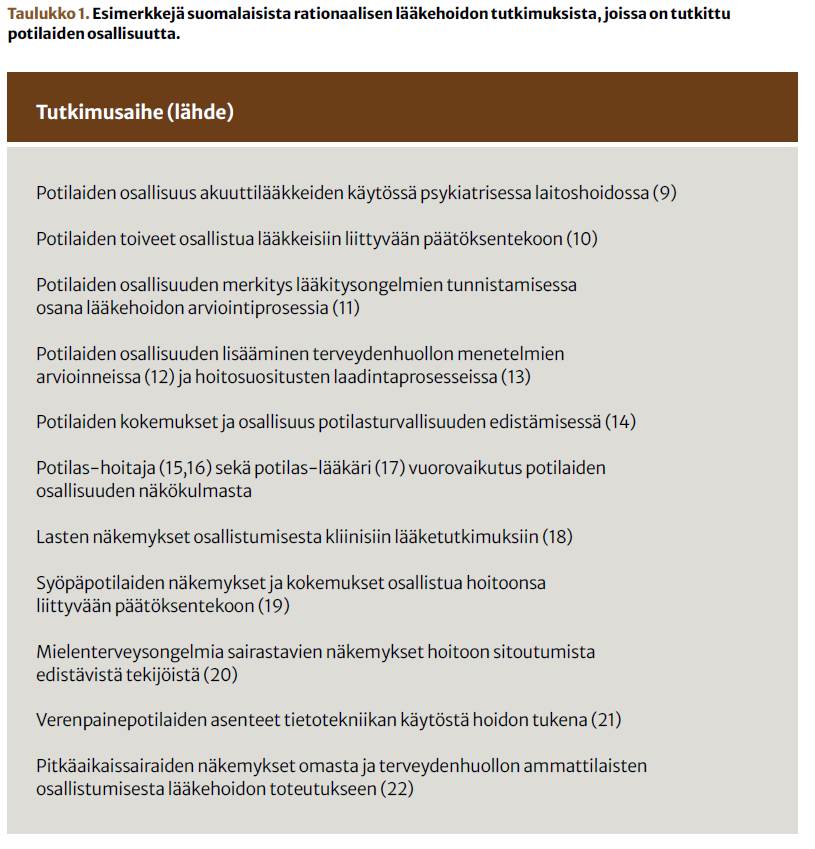 Taulukko 1. Esimerkkejä suomalaisista rationaalisen lääkehoidon tutkimuksista, joissa on tutkittu
potilaiden osallisuutta.
Tutkimusaihe (lähde)
Potilaiden osallisuus akuuttilääkkeiden käytössä psykiatrisessa laitoshoidossa (9)
Potilaiden toiveet osallistua lääkkeisiin liittyvään päätöksentekoon (10)
Potilaiden osallisuuden merkitys lääkitysongelmien tunnistamisessa
osana lääkehoidon arviointiprosessia (11)
Potilaiden osallisuuden lisääminen terveydenhuollon menetelmien
arvioinneissa (12) ja hoitosuositusten laadintaprosesseissa (13)
Potilaiden kokemukset ja osallisuus potilasturvallisuuden edistämisessä (14)
Potilas-hoitaja (15,16) sekä potilas-lääkäri (17) vuorovaikutus potilaiden
osallisuuden näkökulmasta
Lasten näkemykset osallistumisesta kliinisiin lääketutkimuksiin (18)
Syöpäpotilaiden näkemykset ja kokemukset osallistua hoitoonsa
liittyvään päätöksentekoon (19)
Mielenterveysongelmia sairastavien näkemykset hoitoon sitoutumista
edistävistä tekijöistä (20)
Verenpainepotilaiden asenteet tietotekniikan käytöstä hoidon tukena (21)
Pitkäaikaissairaiden näkemykset omasta ja terveydenhuollon ammattilaisten
osallistumisesta lääkehoidon toteutukseen (22)